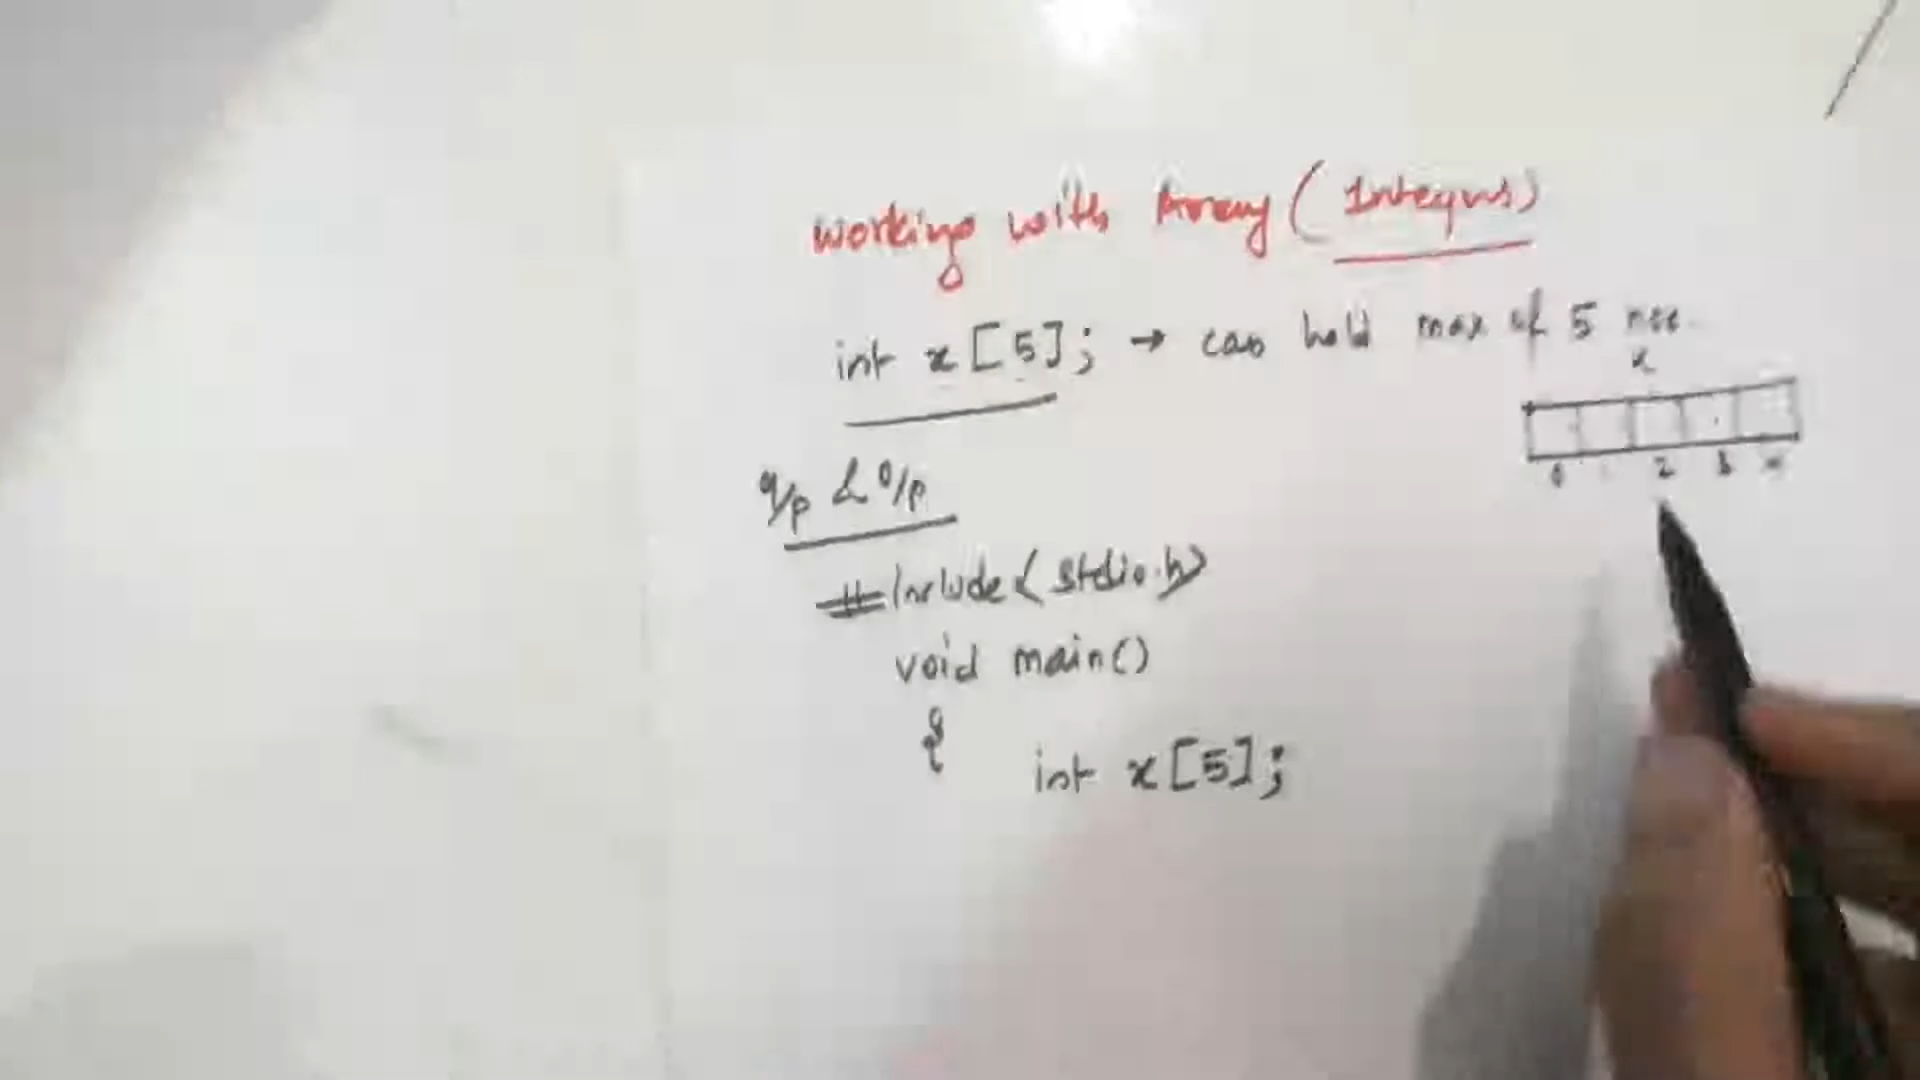 working with Array (Integers)
int x[5]; → can hold max of 5 nos.
x
0 1 2 3 4
I/p & O/p
#include<stdio.h>
void main()
{
int x[5];